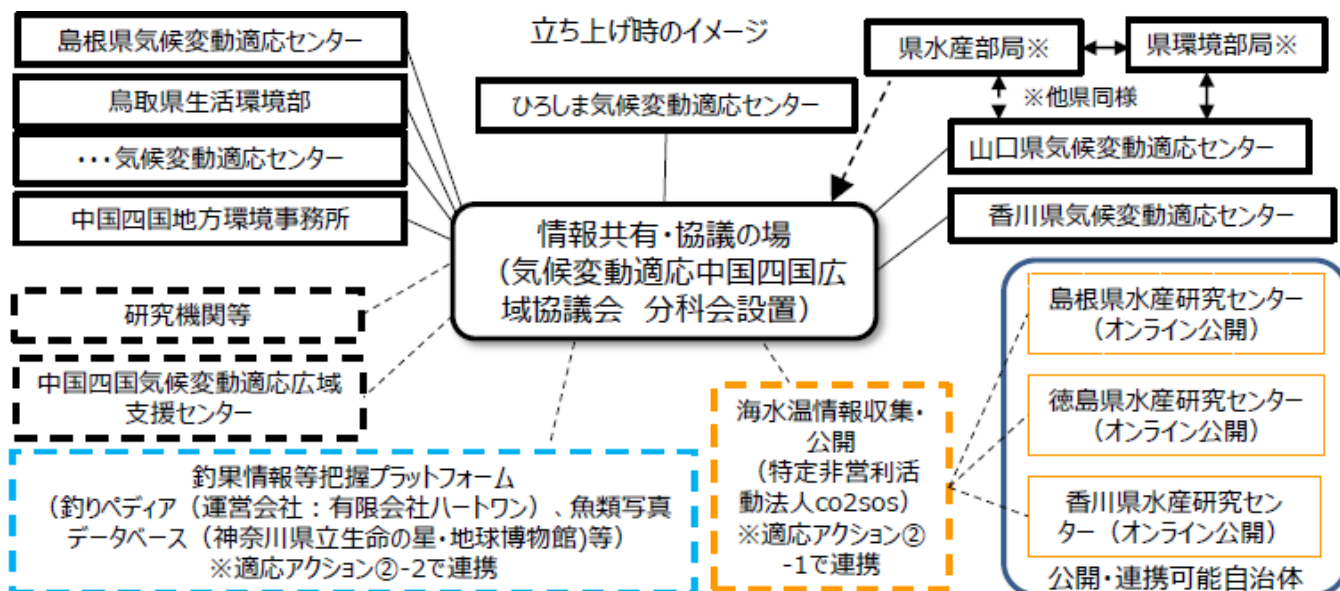 立ち上げ時のイメージ
島根県気候変動適応センター
鳥取県生活環境部
・・・気候変動適応センター
中国四国地方環境事務所
ひろしま気候変動適応センター
県水産部局※
県環境部局※
※他県同様
山口県気候変動適応センター
香川県気候変動適応センター
情報共有・協議の場
（気候変動適応中国四国広
域協議会　分科会設置）
研究機関等
中国四国気候変動適応広域
支援センター
釣果情報等把握プラットフォーム
（釣りペディア（運営会社：有限会社ハートワン）、魚類写真
データベース（神奈川県立生命の星・地球博物館)等）
※適応アクション②-2で連携
海水温情報収集・
公開
（特定非営利活
動法人co2sos）
※適応アクション②
-1で連携
島根県水産研究センター
（オンライン公開）
徳島県水産研究センター
（オンライン公開）
香川県水産研究セン
ター（オンライン公開）
公開・連携可能自治体